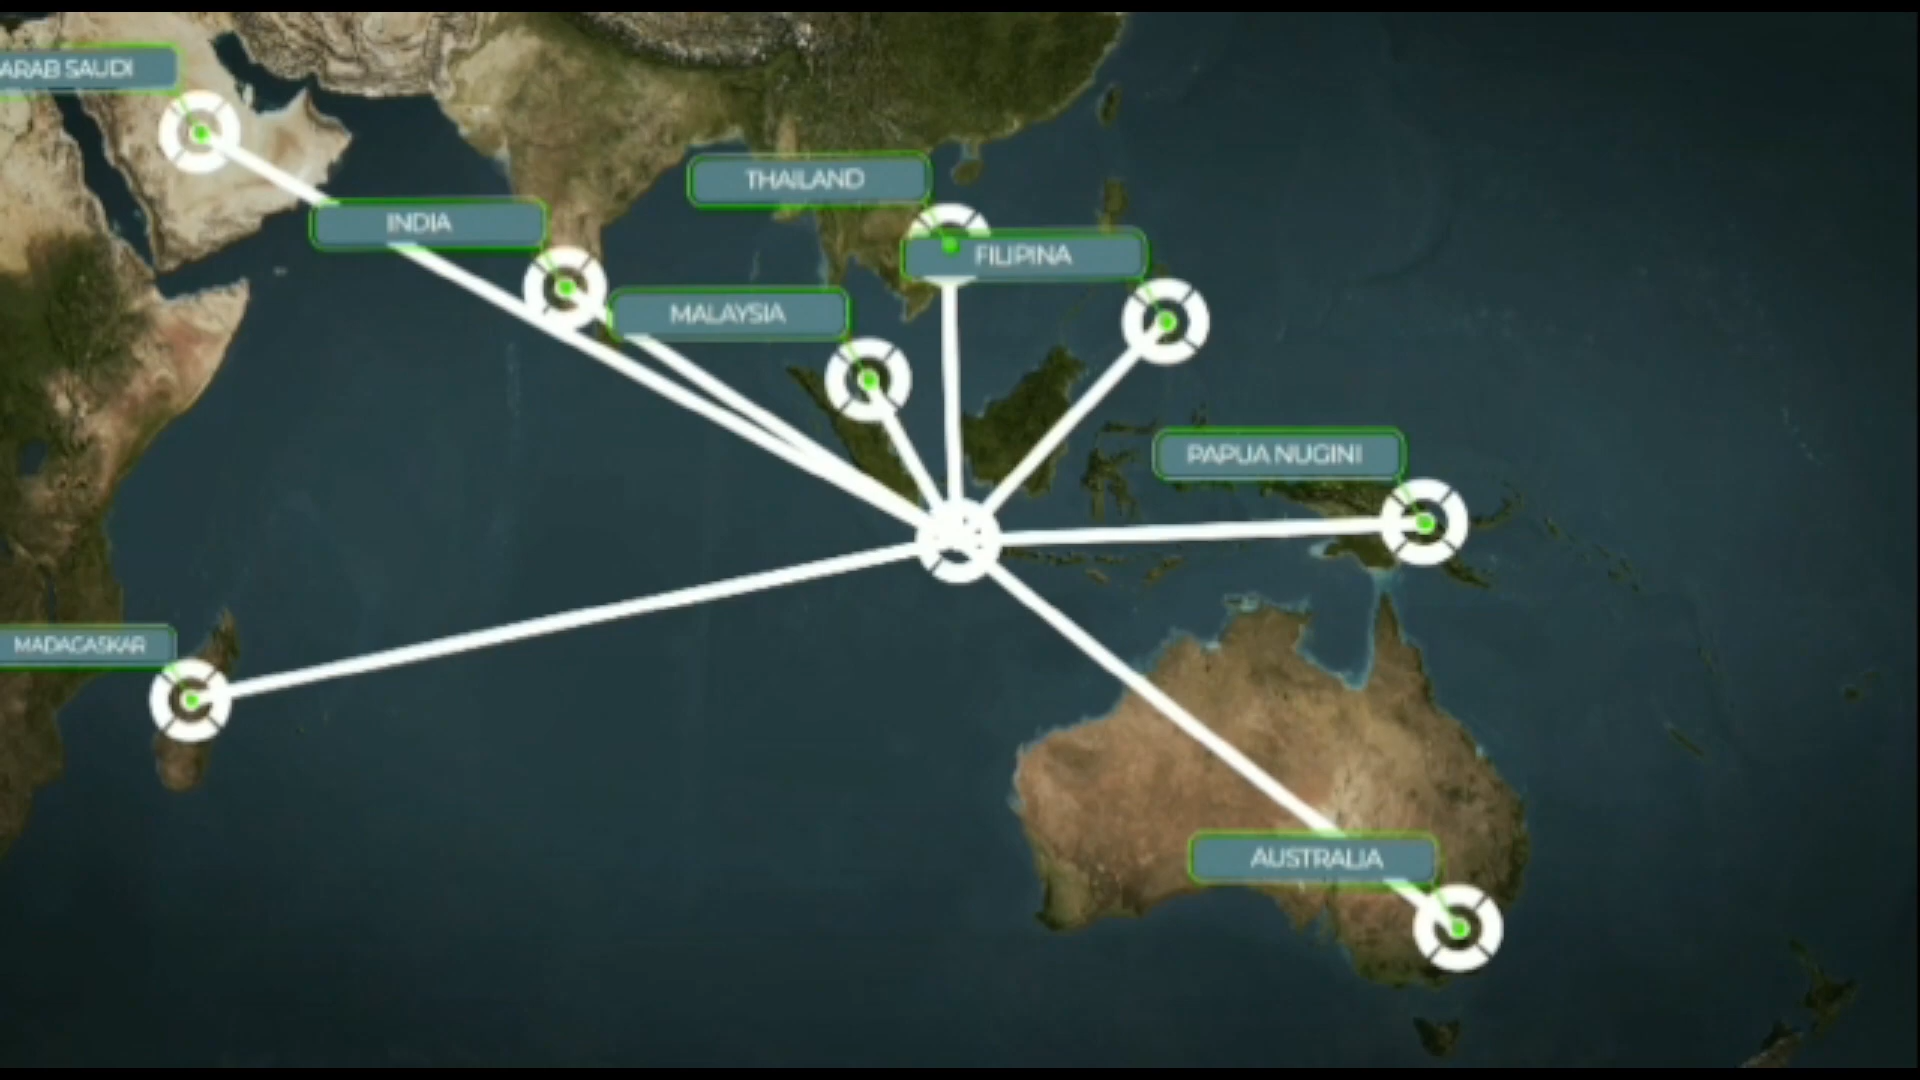 ARAB SAUDI
THAILAND
INDIA
FILIPINA
MALAYSIA
PAPUA NUGINI
MADAGASKAR
AUSTRALIA